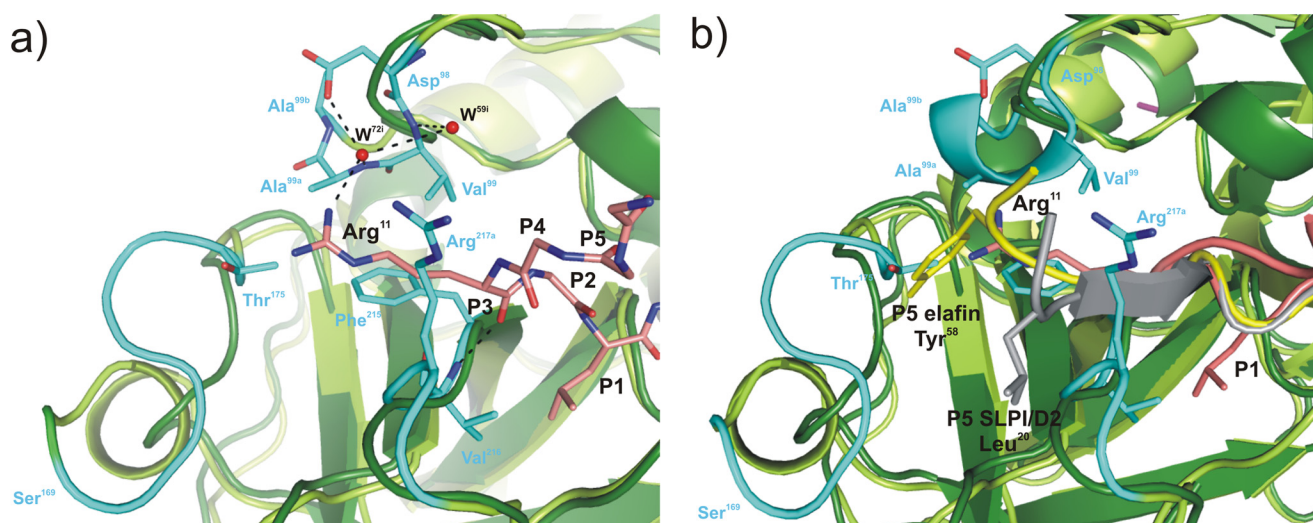 a)
Asp⁹⁸
Ala⁹⁹ᵇ
W⁷²ⁱ
W⁵⁹ⁱ
Ala⁹⁹ᵃ
Val⁹⁹
Arg¹¹
Arg²¹⁷ᵃ
P4
P5
Thr¹⁷⁵
P2
Phe²¹⁵
P3
P1
Val²¹⁶
Ser¹⁶⁹
b)
Asp⁹⁸
Ala⁹⁹ᵇ
Ala⁹⁹ᵃ
Val⁹⁹
Arg¹¹
Arg²¹⁷ᵃ
Thr¹⁷⁵
P5 elafin
Tyr⁵⁸
P1
P5 SLPI/D2
Leu²⁰
Ser¹⁶⁹